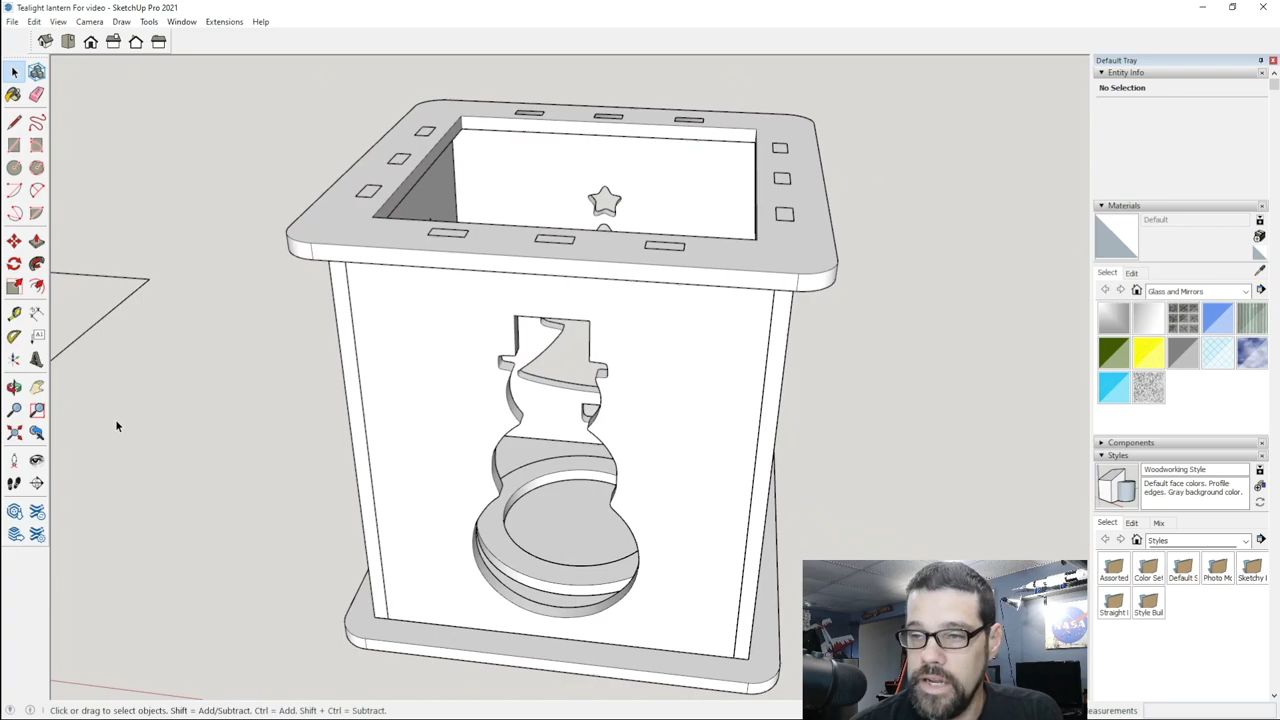 Tealight lantern For video - SketchUp Pro 2021
File Edit View Camera Draw Tools Window Extensions Help
Default Tray
Entity Info
No Selection
Materials
Default
Select Edit
Glass and Mirrors
Components
Styles
Woodworking Style
Default face colors. Profile
edges. Gray background color.
Select Edit Mix
Styles
Assorted Color Set Default S Photo Mo Sketchy I
Straight I Style Buil
NASA
Click or drag to select objects. Shift = Add/Subtract. Ctrl = Add. Shift + Ctrl = Subtract.
easurements